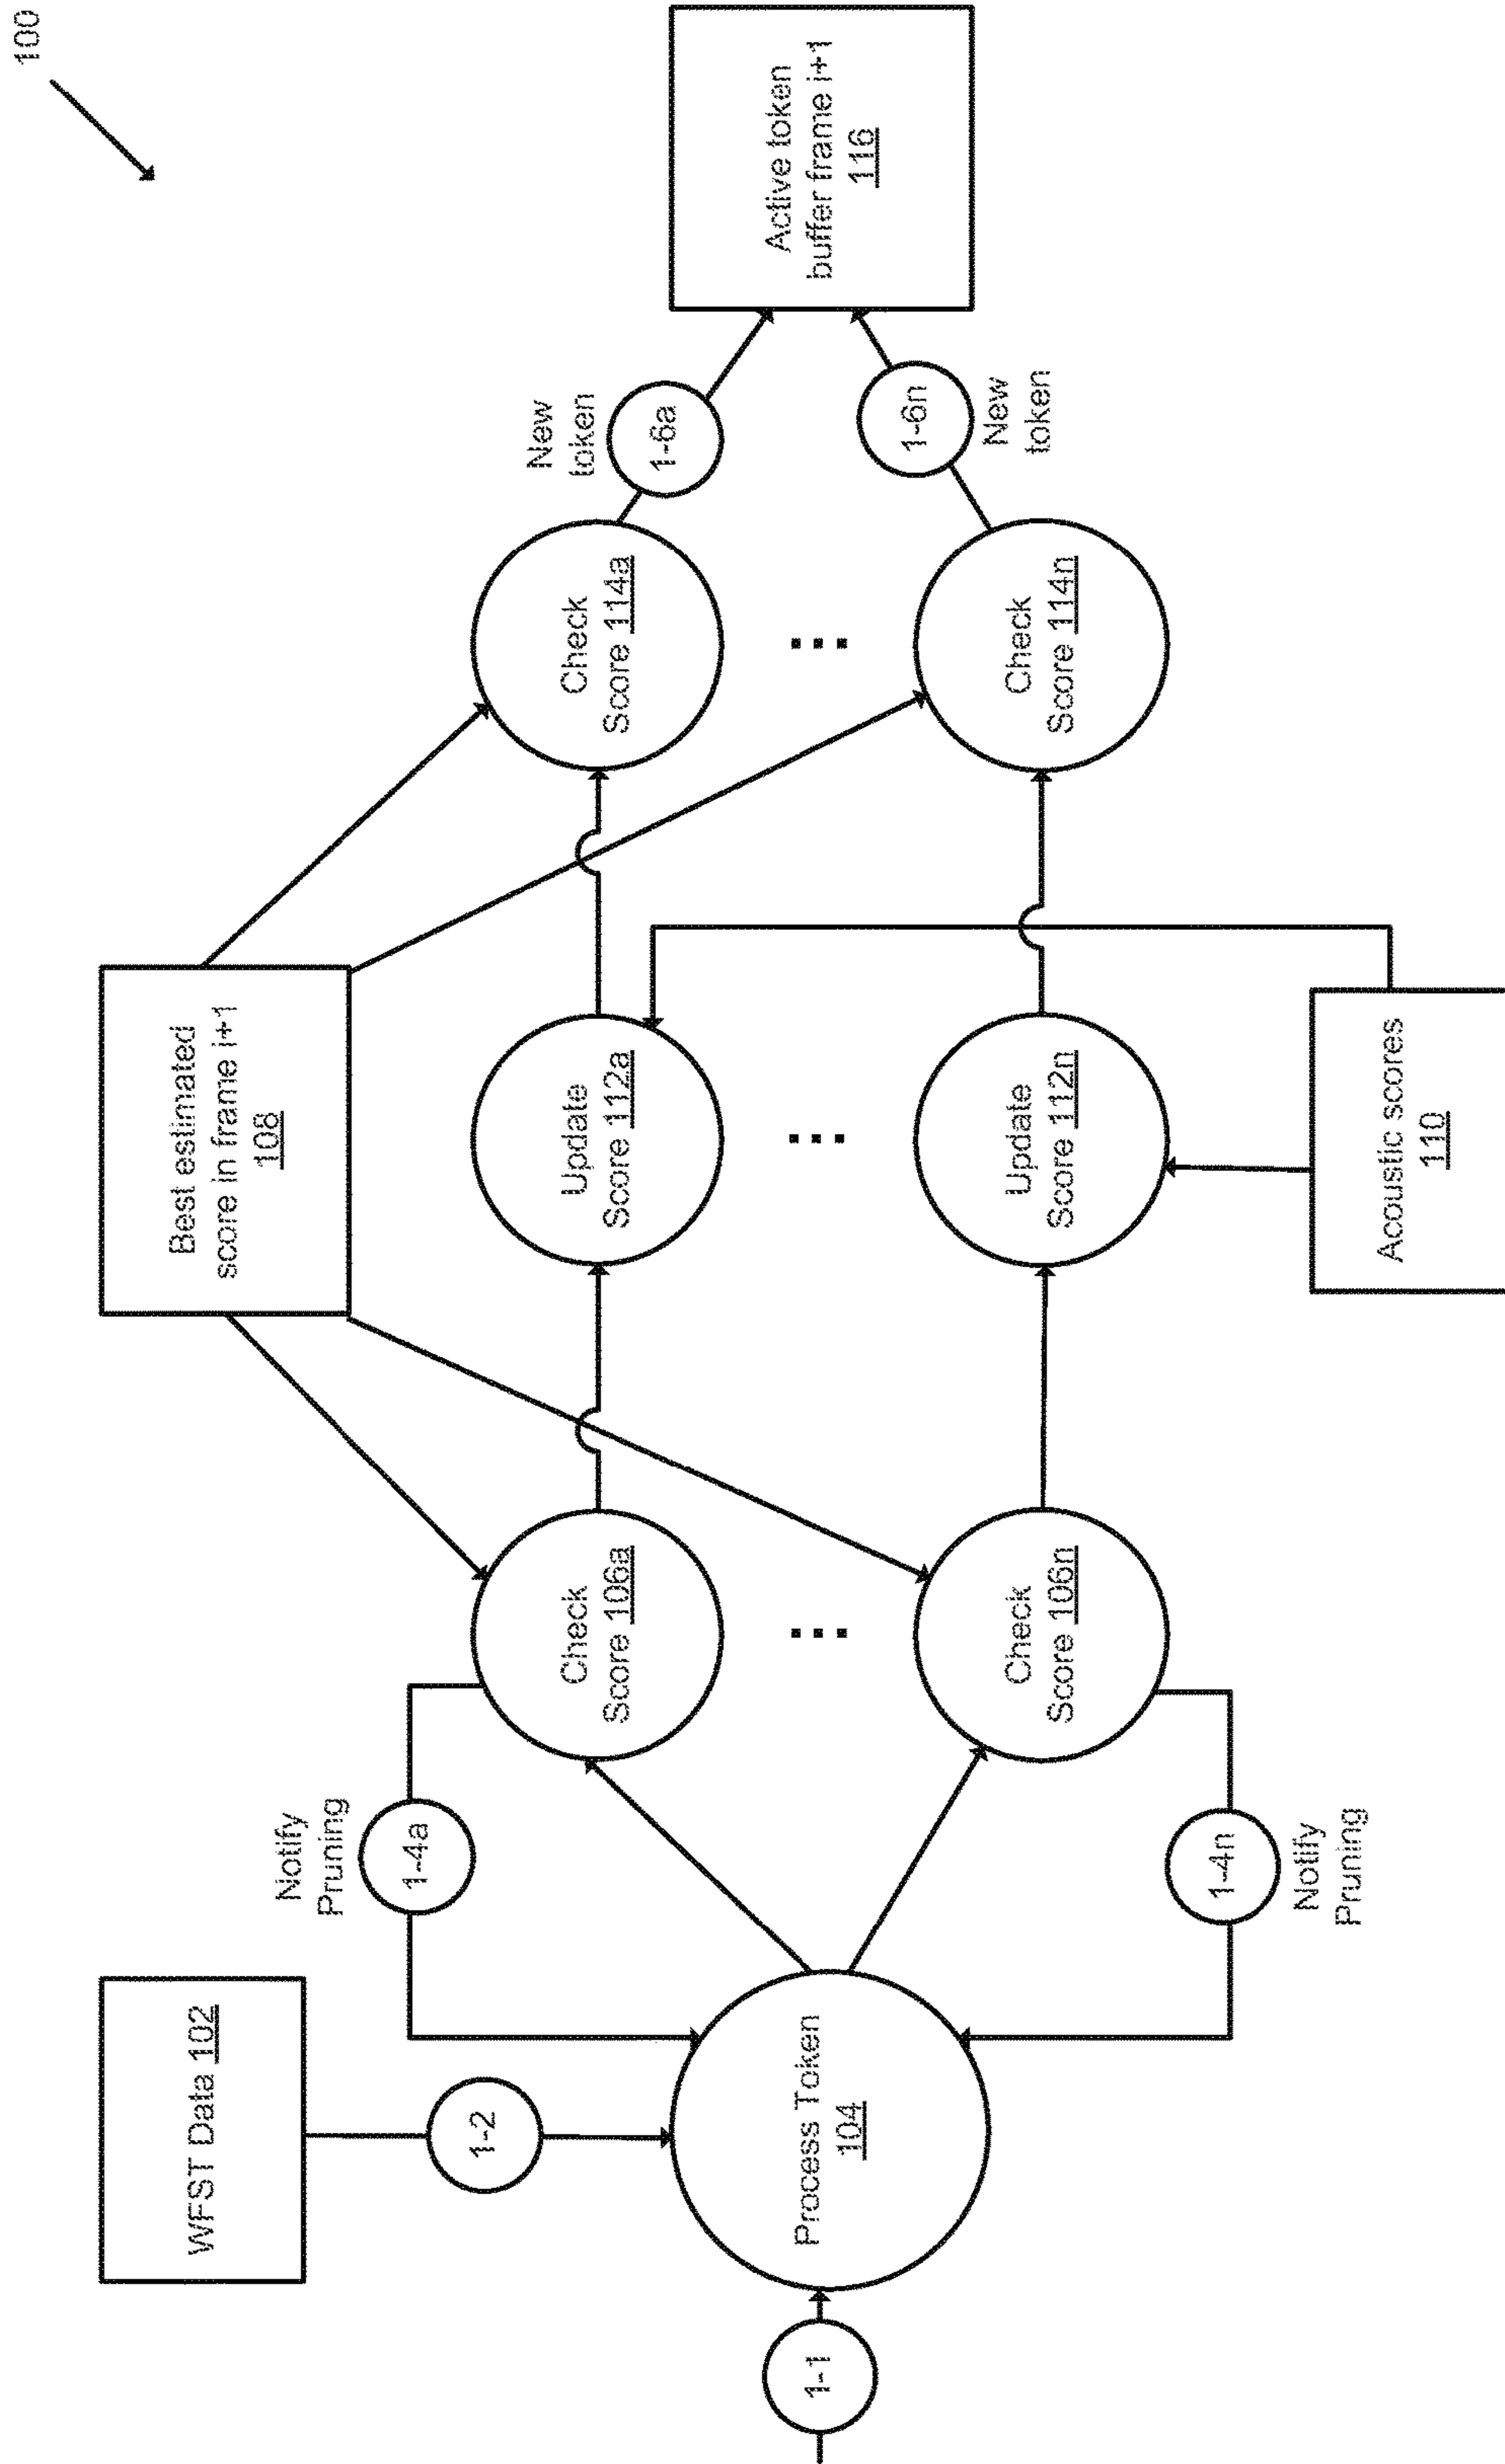 100
WFST Data 102
1-2
1-1
Process Token
104
Notify
Pruning
1-4a
1-4n
Notify
Pruning
Check
Score 106a
...
Check
Score 106n
Best estimated
score in frame i+1
108
Update
Score 112a
...
Update
Score 112n
Acoustic scores
110
Check
Score 114a
...
Check
Score 114n
New
token
1-6a
1-6n
New
token
Active token
buffer frame i+1
116